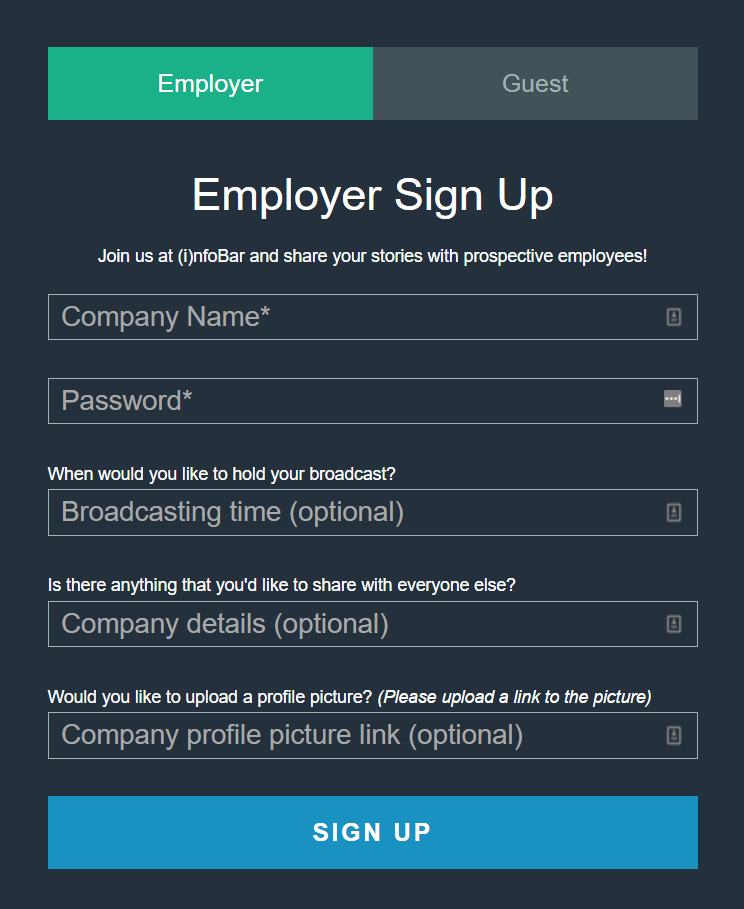 Employer
Guest
Employer Sign Up
Join us at (i)nfoBar and share your stories with prospective employees!
Company Name*
Password*
When would you like to hold your broadcast?
Broadcasting time (optional)
Is there anything that you'd like to share with everyone else?
Company details (optional)
Would you like to upload a profile picture? (Please upload a link to the picture)
Company profile picture link (optional)
SIGN UP